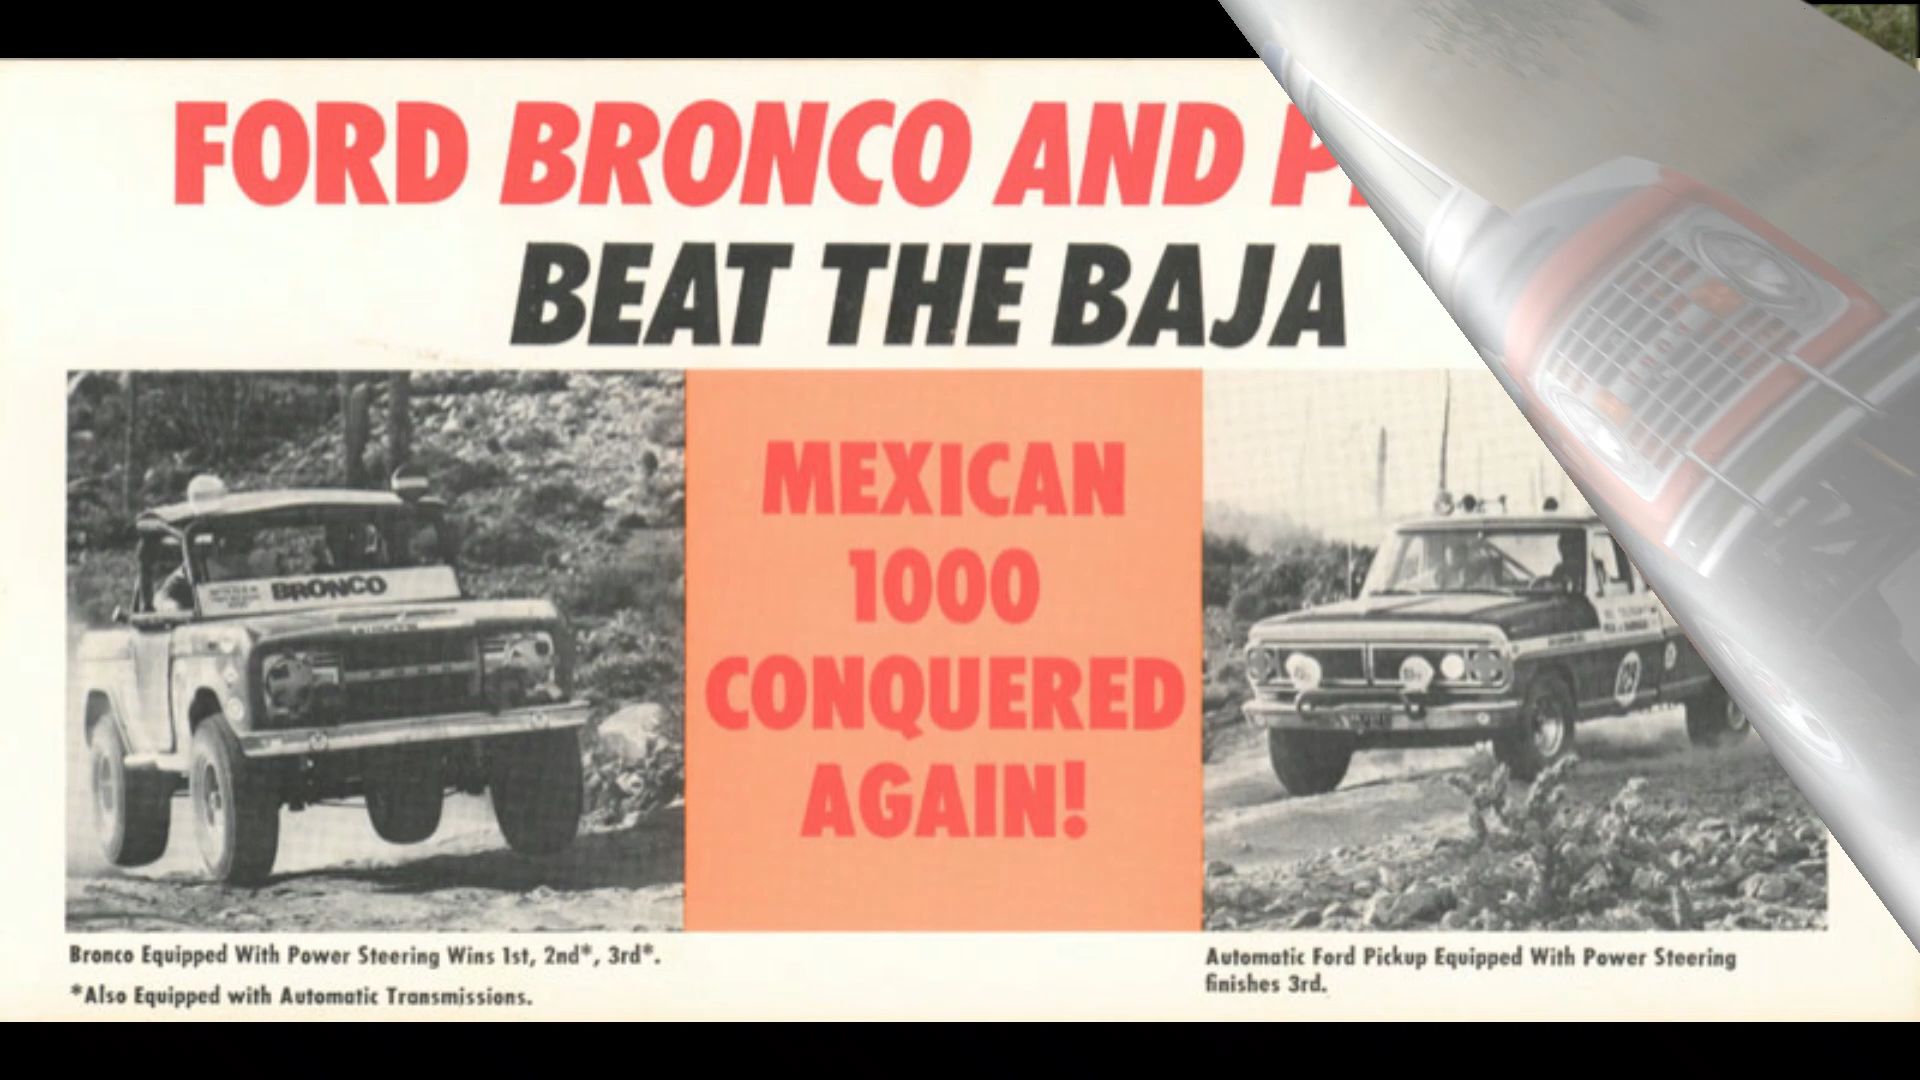 FORD BRONCO AND
BEAT THE BAJA
MEXICAN
1000
CONQUERED
AGAIN!
BRONCO
Bronco Equipped With Power Steering Wins 1st, 2nd*, 3rd*.
*Also Equipped with Automatic Transmissions.
Automatic Ford Pickup Equipped With Power Steering
finishes 3rd.